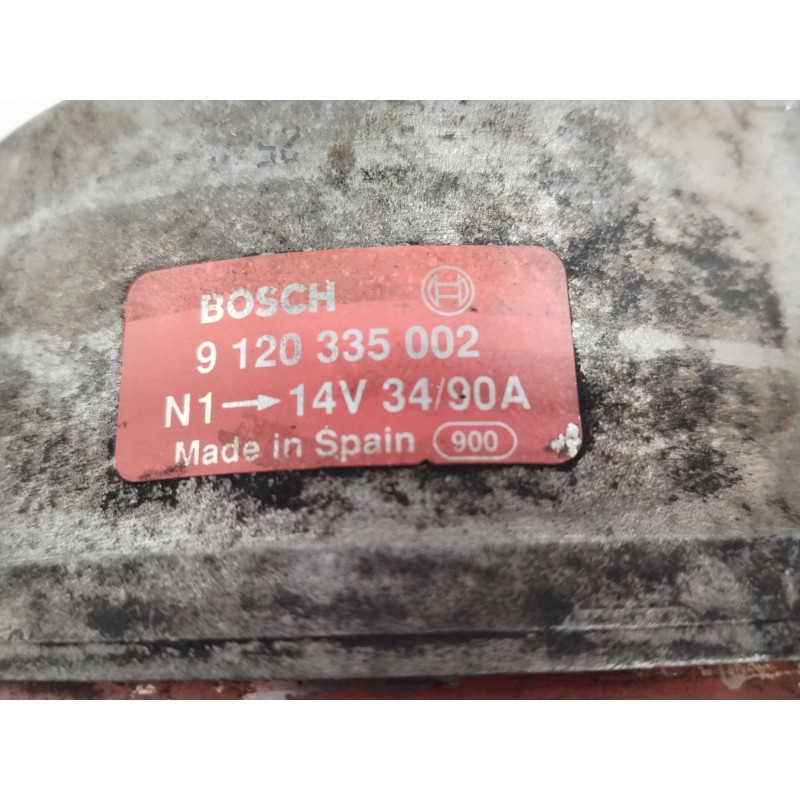 BOSCH
9 120 335 002
N1→14V 34/90A
Made in Spain 900